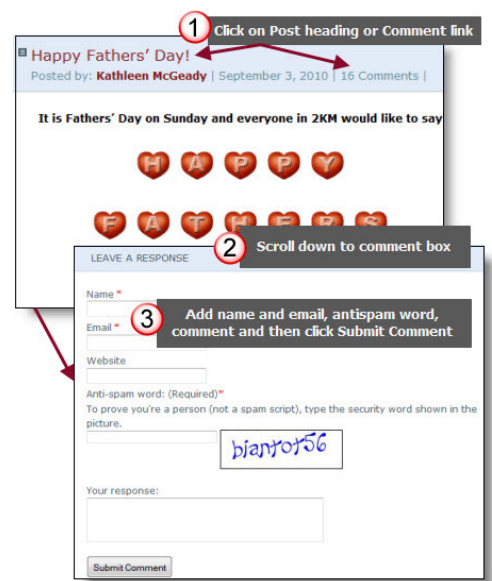 1 Click on Post heading or Comment link
Happy Fathers' Day!
Posted by: Kathleen McGeady | September 3, 2010 | 16 Comments |
It is Fathers' Day on Sunday and everyone in 2KM would like to say
HAPPY
FATHERS
2 Scroll down to comment box
LEAVE A RESPONSE
Name *
3 Add name and email, antispam word,
comment and then click Submit Comment
Email *
Website
Anti-spam word: (Required)*
To prove you're a person (not a spam script), type the security word shown in the
picture.
biantot56
Your response:
Submit Comment